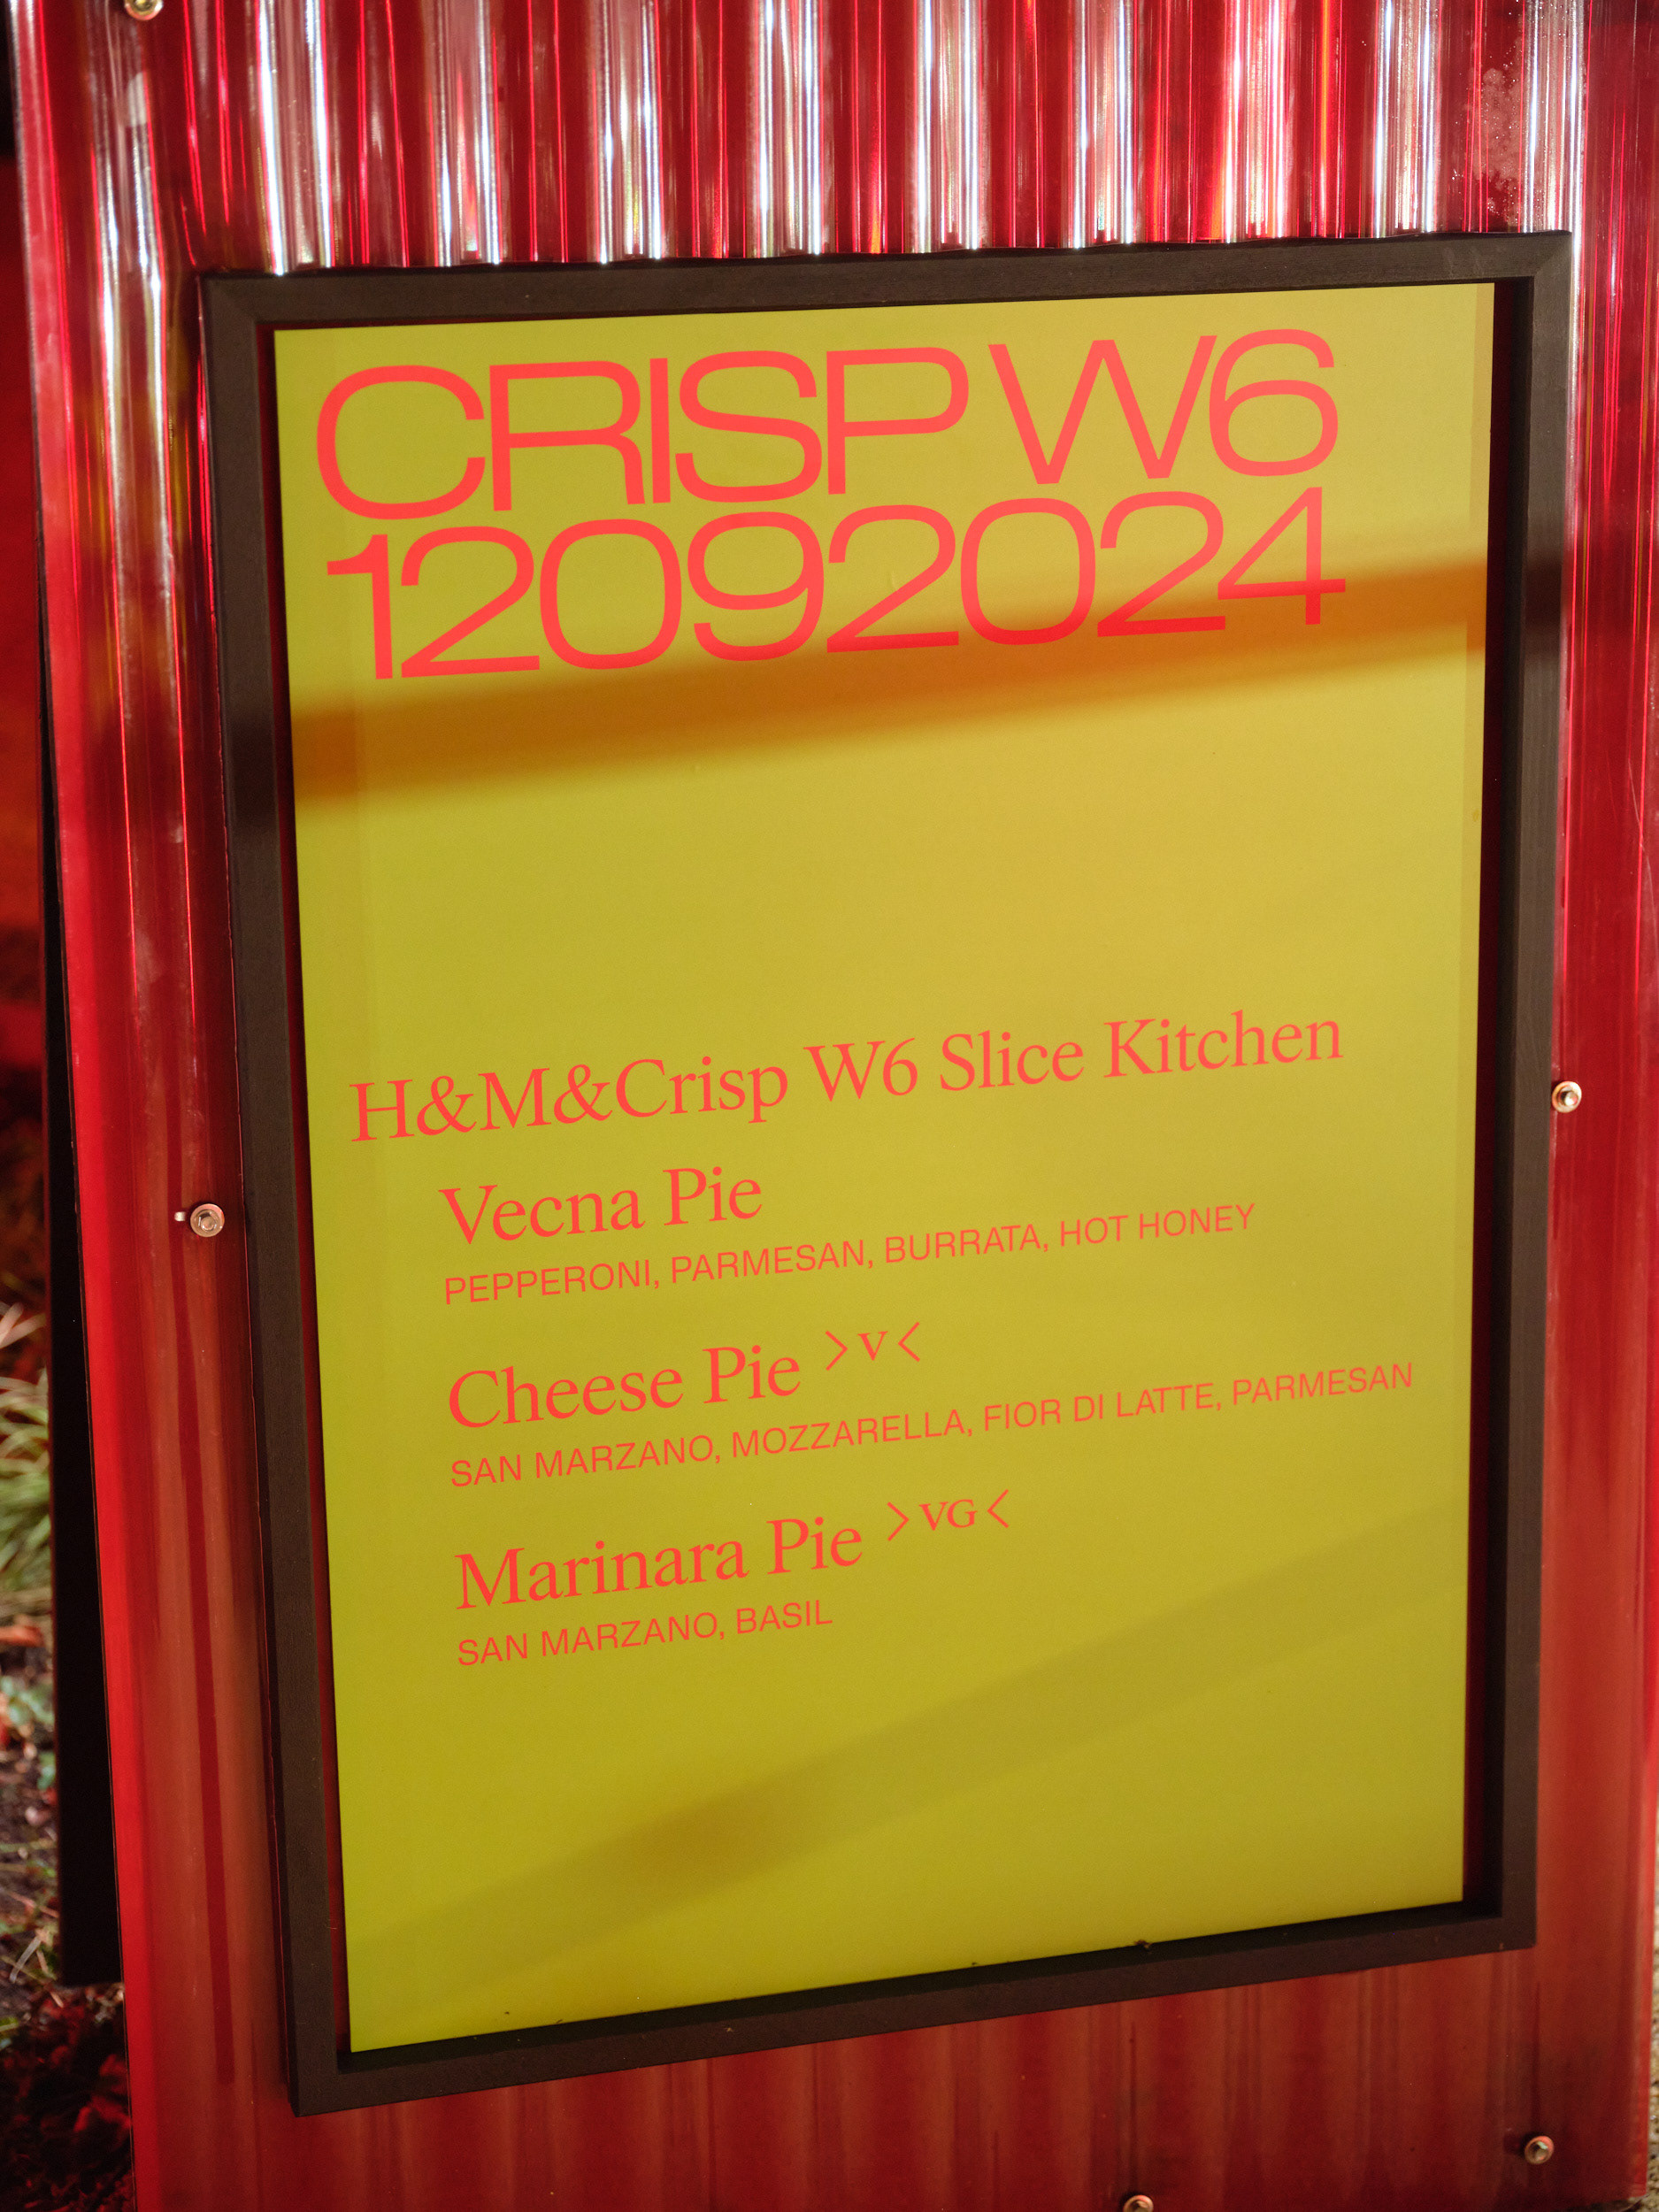 CRISP W6
12092024
H&M&Crisp W6 Slice Kitchen
Vecna Pie
PEPPERONI, PARMESAN, BURRATA, HOT HONEY
Cheese Pie >V<
SAN MARZANO, MOZZARELLA, FIOR DI LATTE, PARMESAN
Marinara Pie >VG<
SAN MARZANO, BASIL